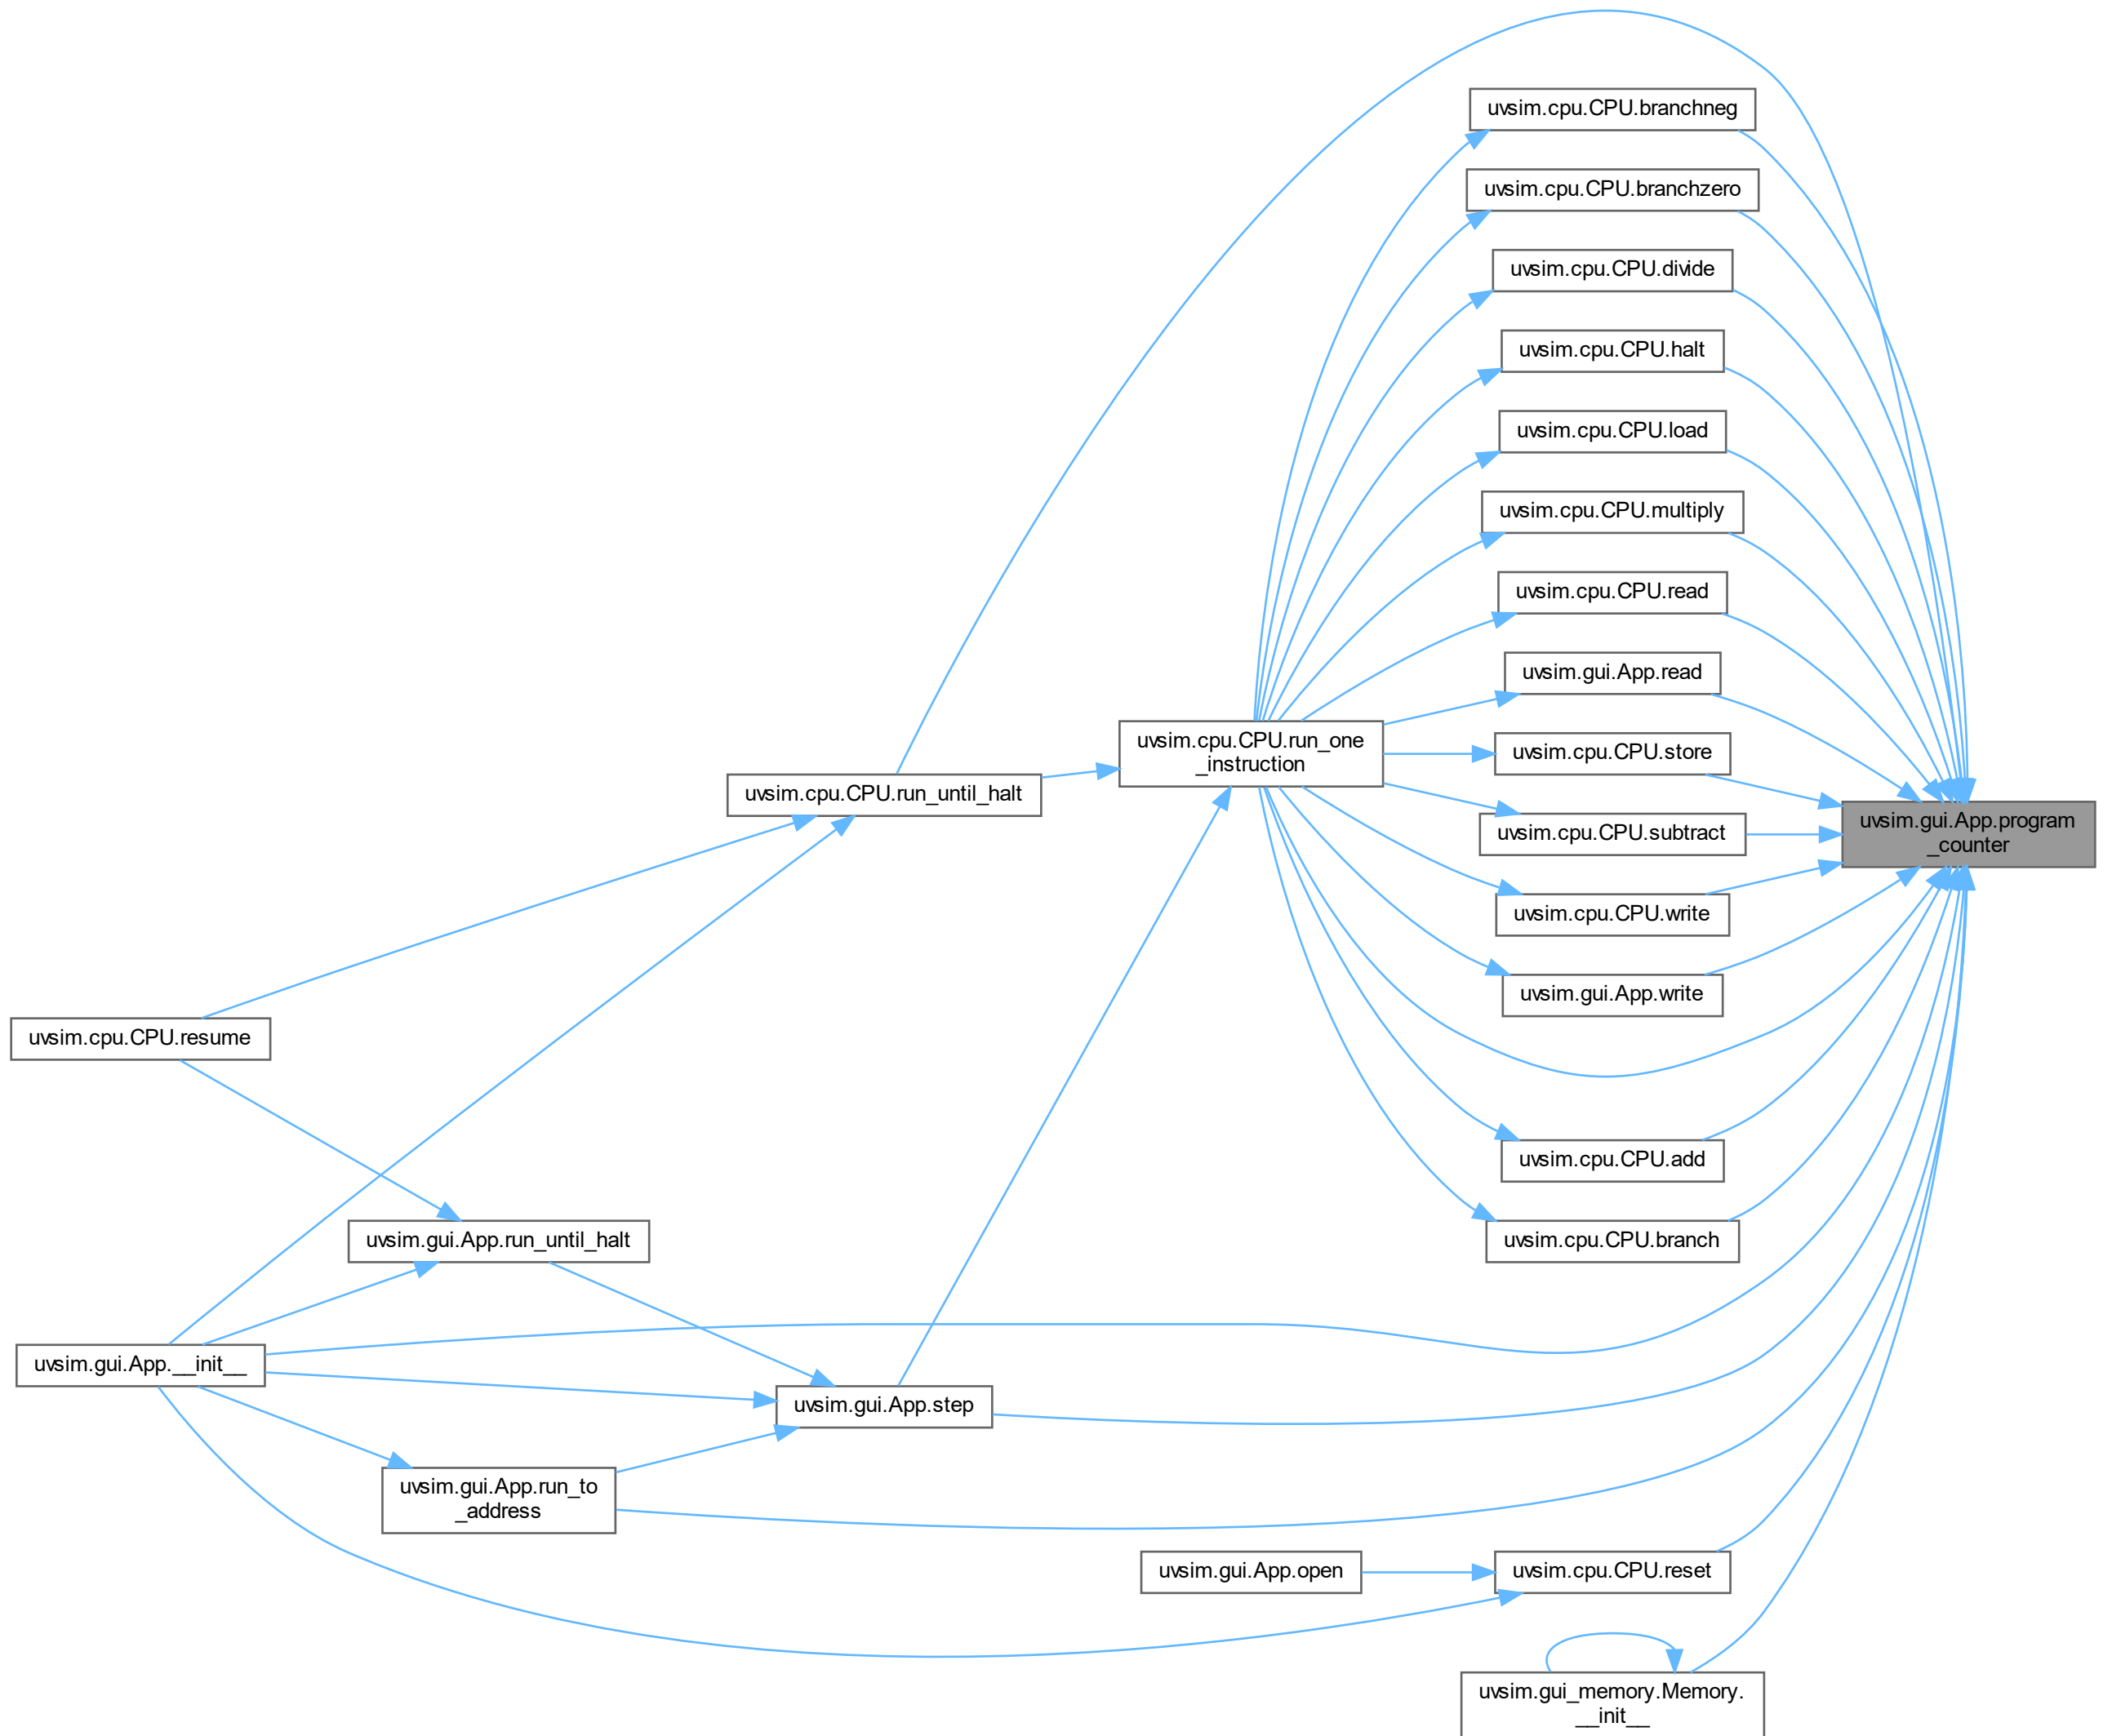 uvsim.cpu.CPU.branchneg
uvsim.cpu.CPU.branchzero
uvsim.cpu.CPU.divide
uvsim.cpu.CPU.halt
uvsim.cpu.CPU.load
uvsim.cpu.CPU.multiply
uvsim.cpu.CPU.read
uvsim.gui.App.read
uvsim.cpu.CPU.run_one
_instruction
uvsim.cpu.CPU.store
uvsim.cpu.CPU.run_until_halt
uvsim.cpu.CPU.subtract
uvsim.gui.App.program
_counter
uvsim.cpu.CPU.write
uvsim.gui.App.write
uvsim.cpu.CPU.resume
uvsim.cpu.CPU.add
uvsim.gui.App.run_until_halt
uvsim.cpu.CPU.branch
uvsim.gui.App.__init__
uvsim.gui.App.step
uvsim.gui.App.run_to
_address
uvsim.gui.App.open
uvsim.cpu.CPU.reset
uvsim.gui_memory.Memory.
__init__